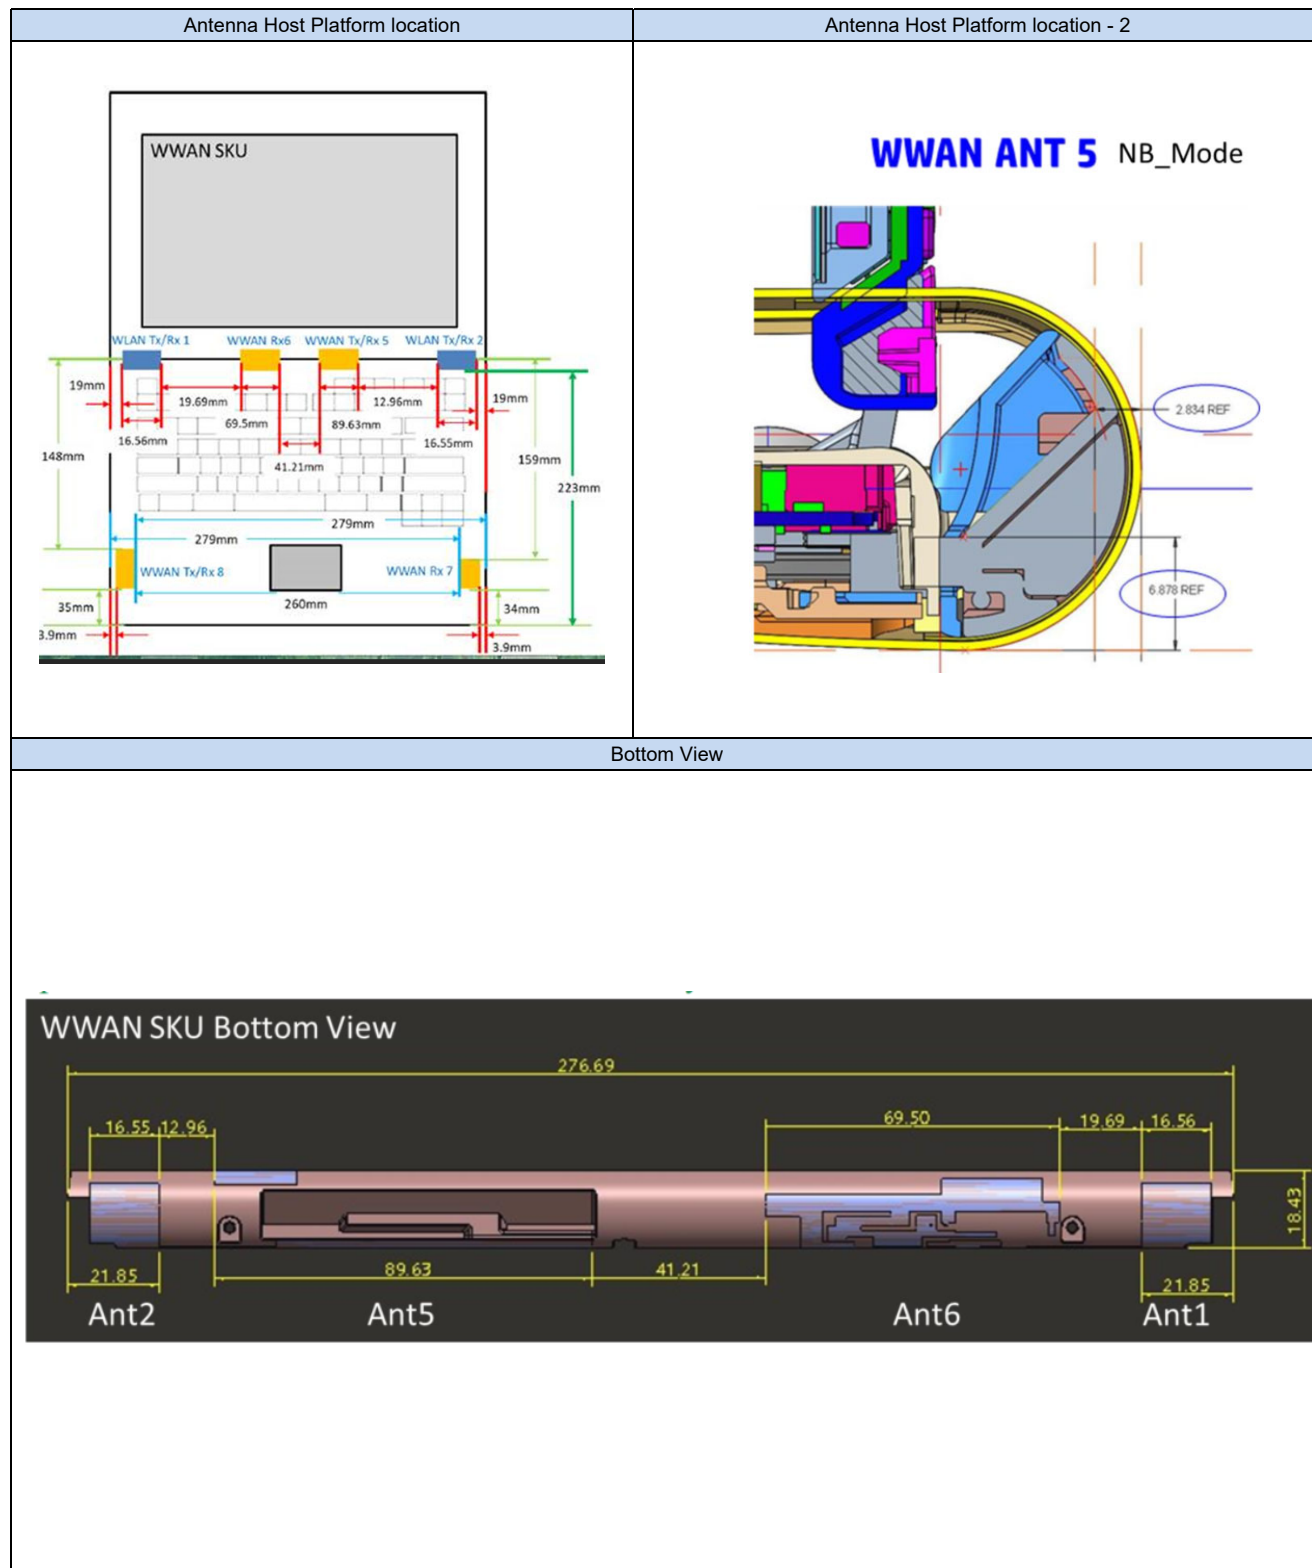 Antenna Host Platform location
Antenna Host Platform location - 2
WWAN SKU
WLAN Tx/Rx 1
WWAN Rx6
WWAN Tx/Rx 5
WLAN Tx/Rx 2
19mm
19.69mm
12.96mm
19mm
69.5mm
89.63mm
16.56mm
16.55mm
148mm
41.21mm
159mm
223mm
279mm
279mm
WWAN Tx/Rx 8
WWAN Rx 7
35mm
260mm
34mm
3.9mm
3.9mm
WWAN ANT 5 NB_Mode
2.834 REF
6.878 REF
Bottom View
WWAN SKU Bottom View
276.69
16.55 12.96
69.50
19.69 16.56
18.43
21.85
89.63
41.21
21.85
Ant2
Ant5
Ant6
Ant1